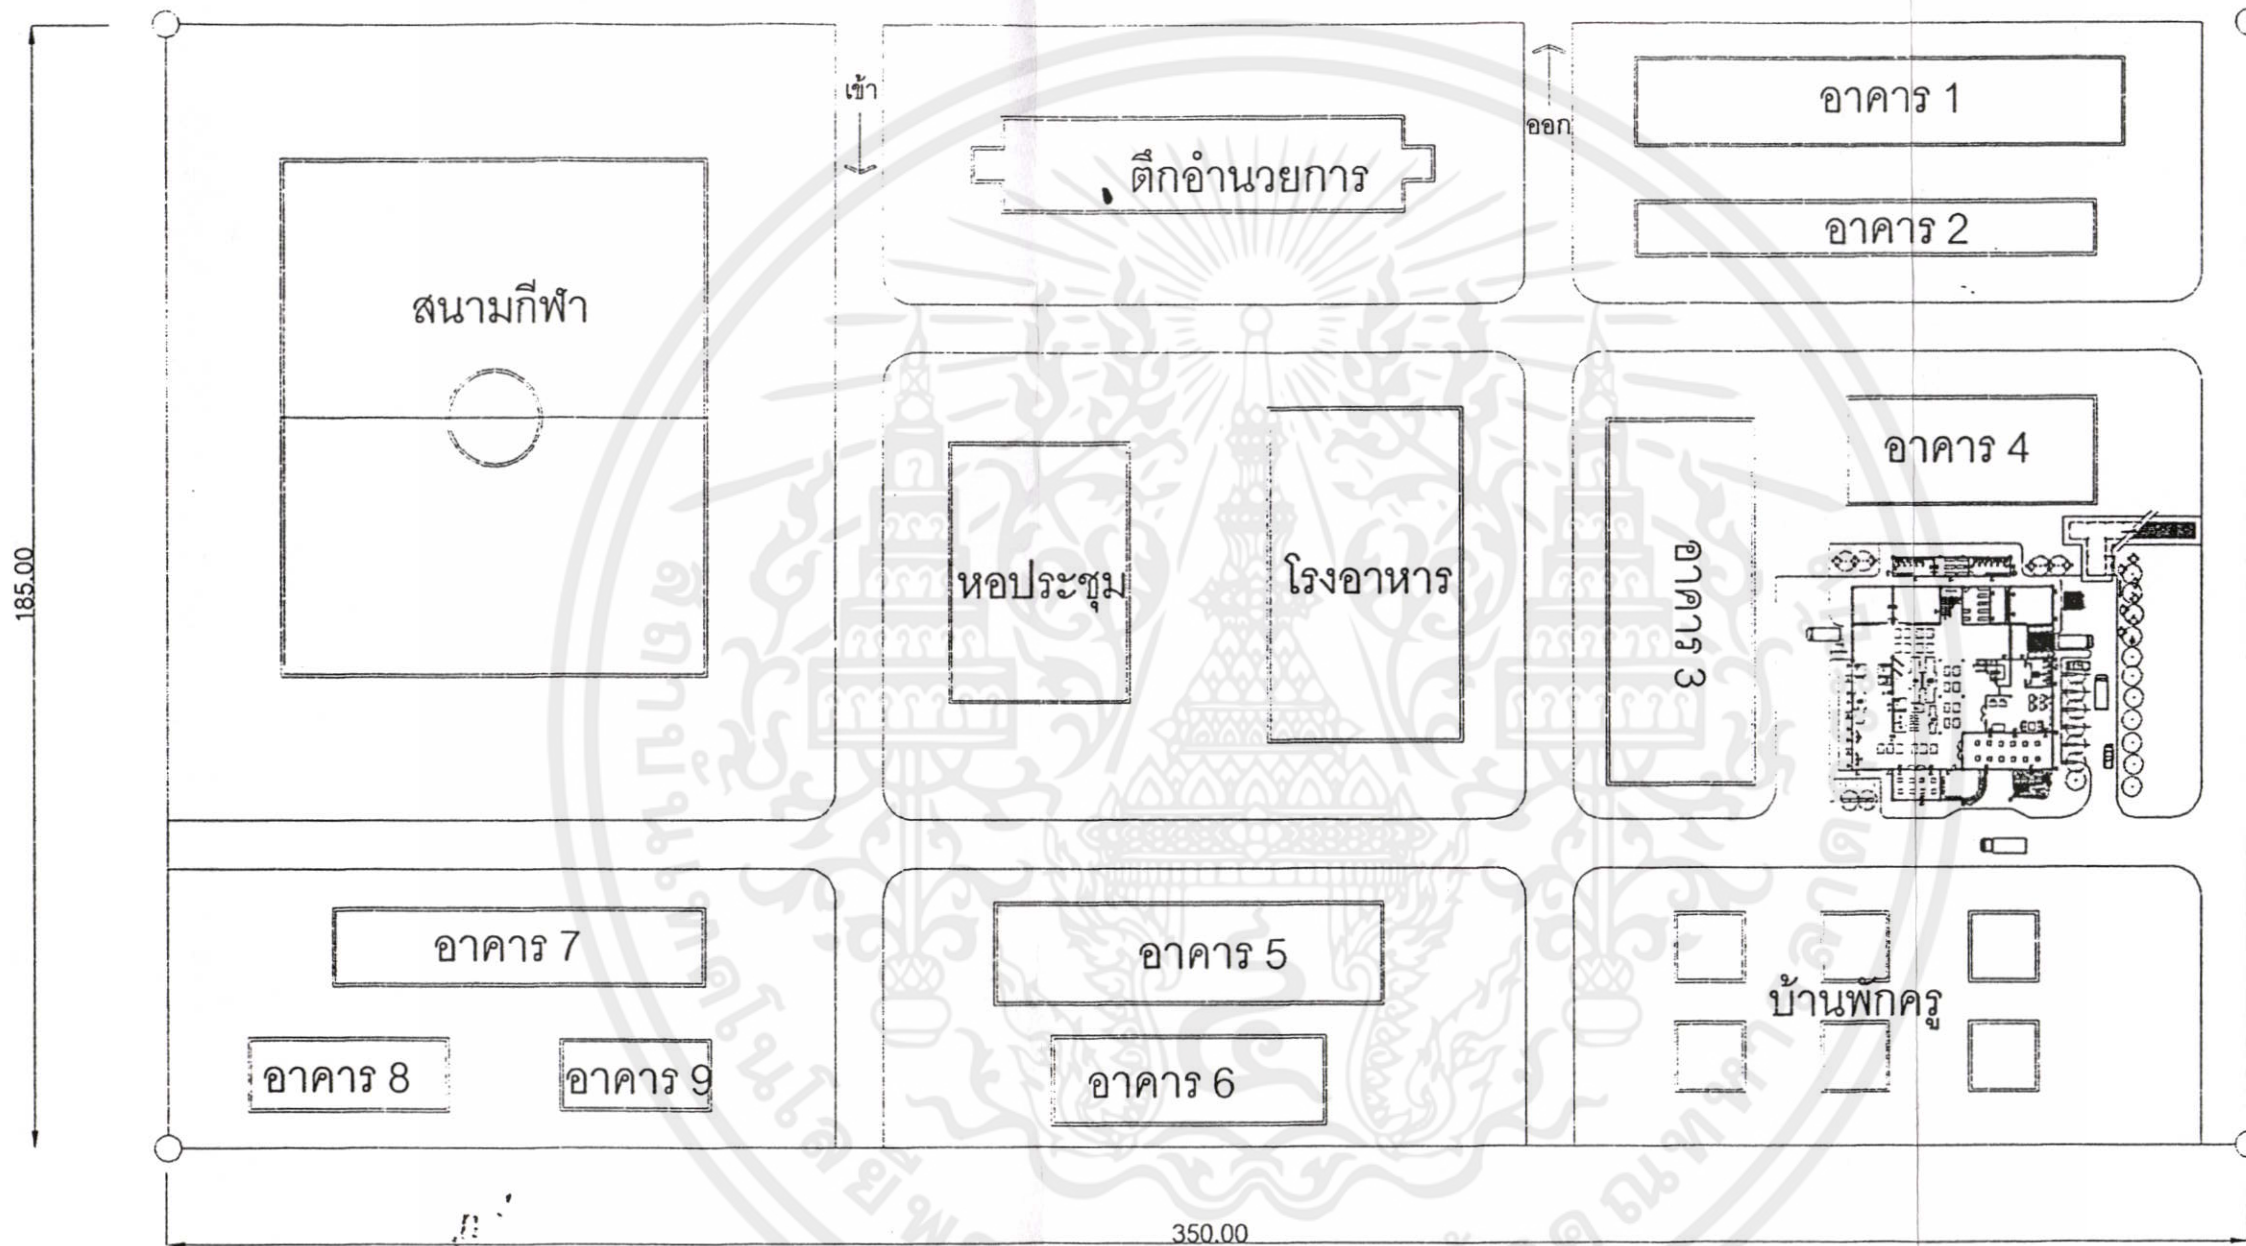 เข้า
ออก
อาคาร 1
ตึกอำนวยการ
อาคาร 2
สนามกีฬา
อาคาร 4
185.00
หอประชุม
โรงอาหาร
อาคาร 3
อาคาร 7
อาคาร 5
บ้านพักครู
อาคาร 8
อาคาร 9
อาคาร 6
350.00